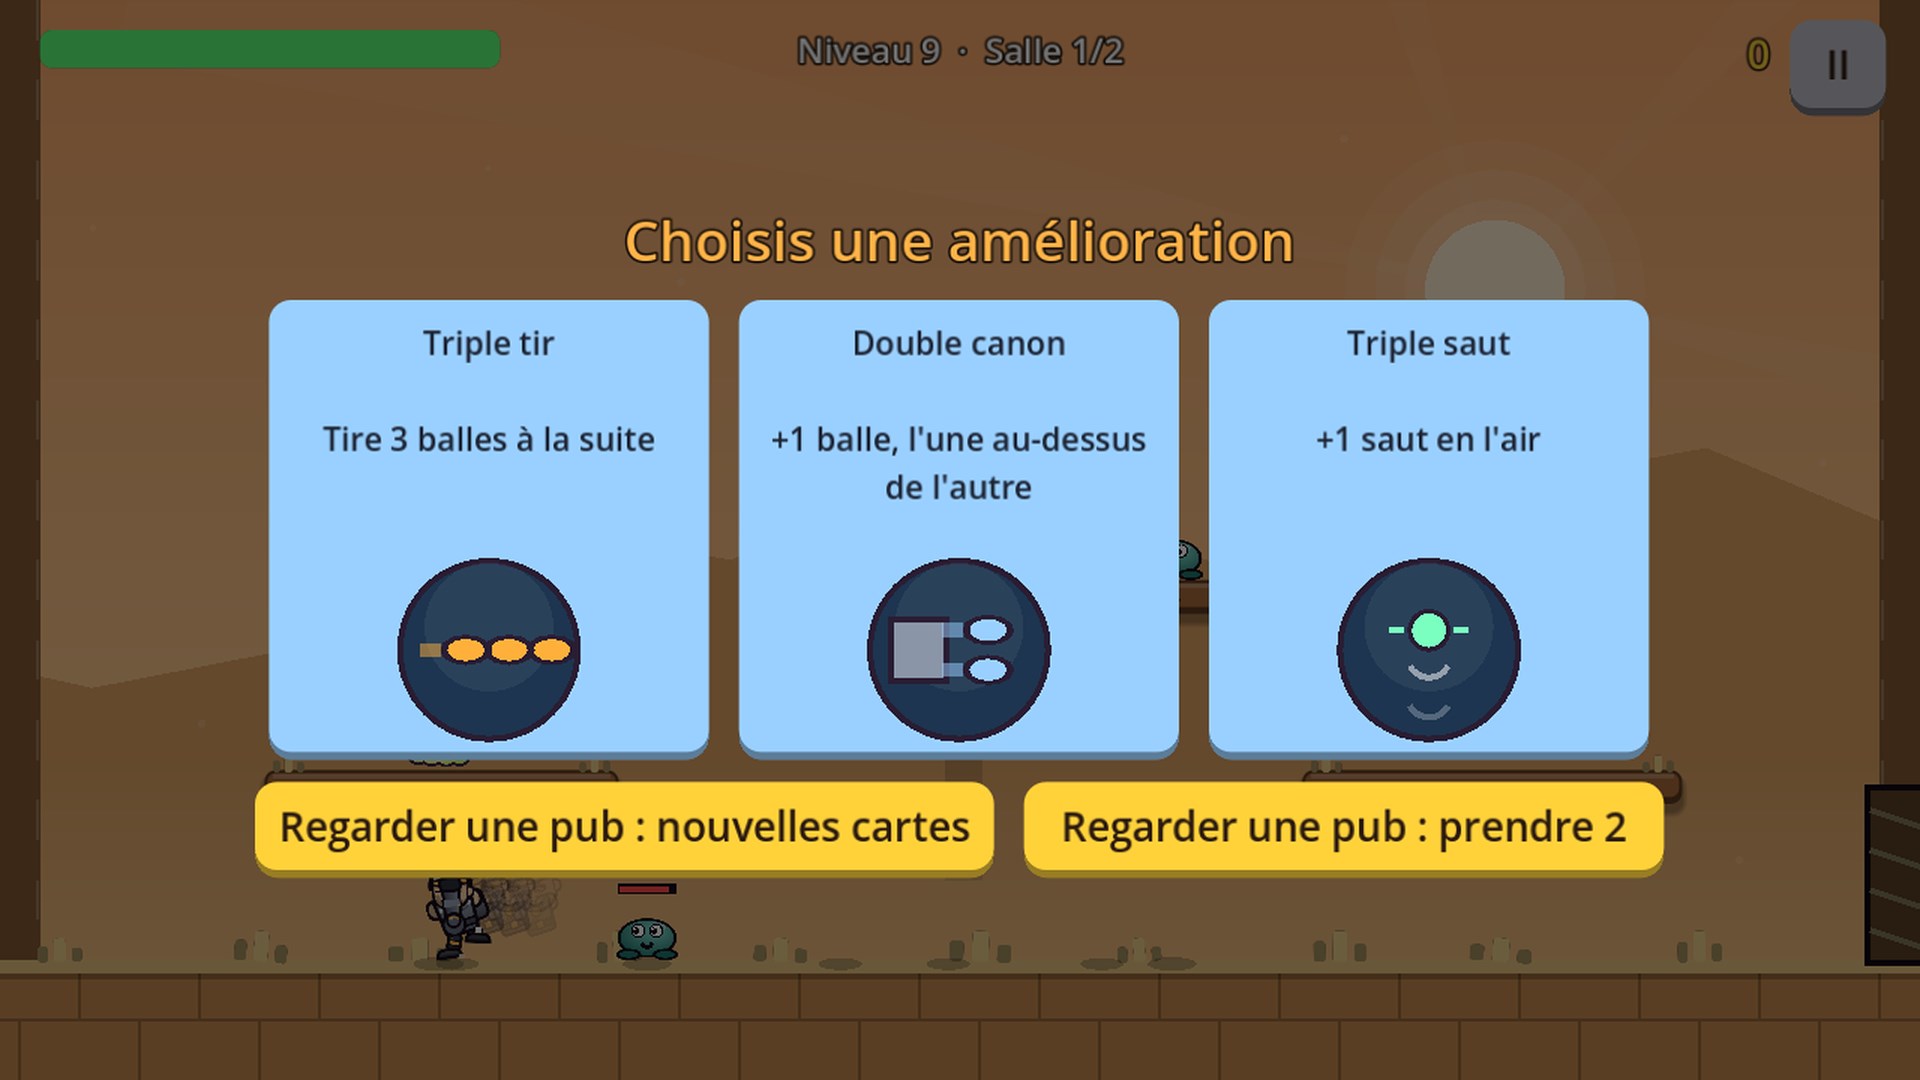 Niveau 9 · Salle 1/2
0
Choisis une amélioration
Triple tir
Tire 3 balles à la suite
Double canon
+1 balle, l'une au-dessus
de l'autre
Triple saut
+1 saut en l'air
Regarder une pub : nouvelles cartes
Regarder une pub : prendre 2